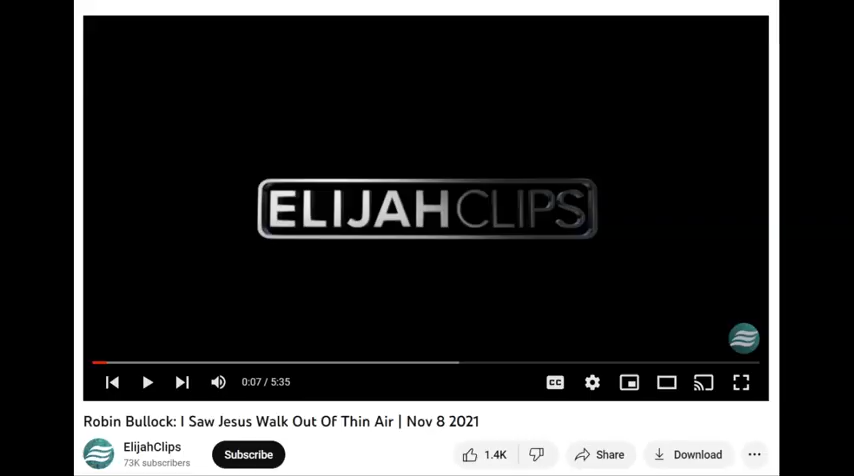 ELIJAHCLIPS
0:07 / 5:35
CC
Robin Bullock: I Saw Jesus Walk Out Of Thin Air | Nov 8 2021
ElijahClips
73K subscribers
Subscribe
1.4K
Share
Download